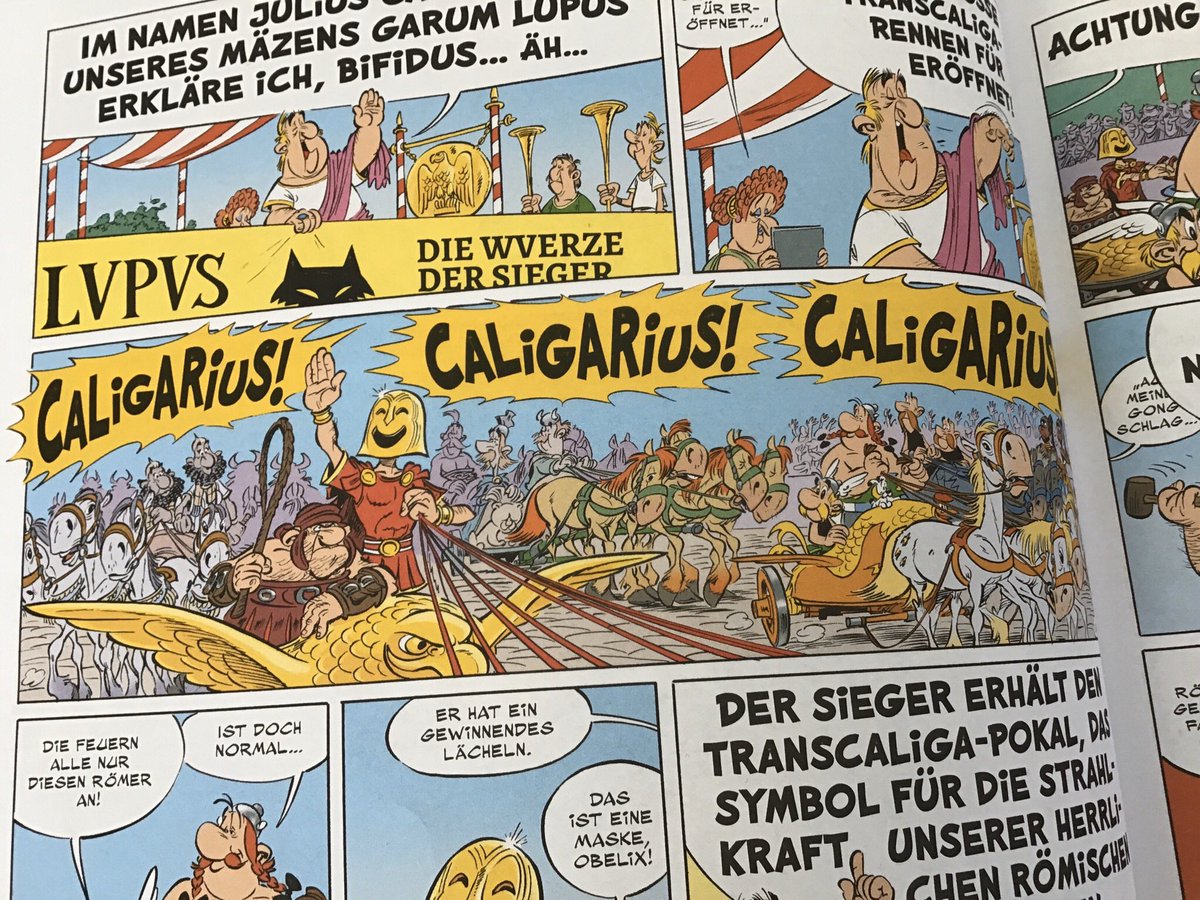 IM NAMEN JULIUS
UNSERES MÄZENS GARUM LUPUS
ERKLÄRE ICH, BIFIDUS... ÄH...
LVPVS
DIE WVERZE
DER SIEGER
FÜR ER-
ÖFFNET..."
TRANSCALIGA-
RENNEN FÜR
ERÖFFNET!
ACHTUNG
CALIGARIUS!
CALIGARIUS!
CALIGARIUS
MEINE
GONG
SCHLAG...
DIE FEUERN
ALLE NUR
DIESEN RÖMER
AN!
IST DOCH
NORMAL...
ER HAT EIN
GEWINNENDES
LÄCHELN.
DAS
IST EINE
MASKE,
OBELIX!
DER SIEGER ERHÄLT DEN
TRANSCALIGA-POKAL, DAS
SYMBOL FÜR DIE STRAHL-
KRAFT UNSERER HERRLI-
CHEN RÖMISCHEN